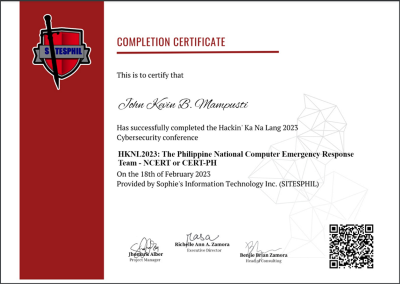 SITESPHIL
COMPLETION CERTIFICATE
This is to certify that
John Kevin B. Mampusti
Has successfully completed the Hackin' Ka Na Lang 2023
Cybersecurity conference
HKNL2023: The Philippine National Computer Emergency Response
Team - NCERT or CERT-PH
On the 18th of February 2023
Provided by Sophie's Information Technology Inc. (SITESPHIL)
Richelle Ann A. Zamora
Executive Director
Alber
Project Manager
Benjie Brian Zamora
Head of Consulting